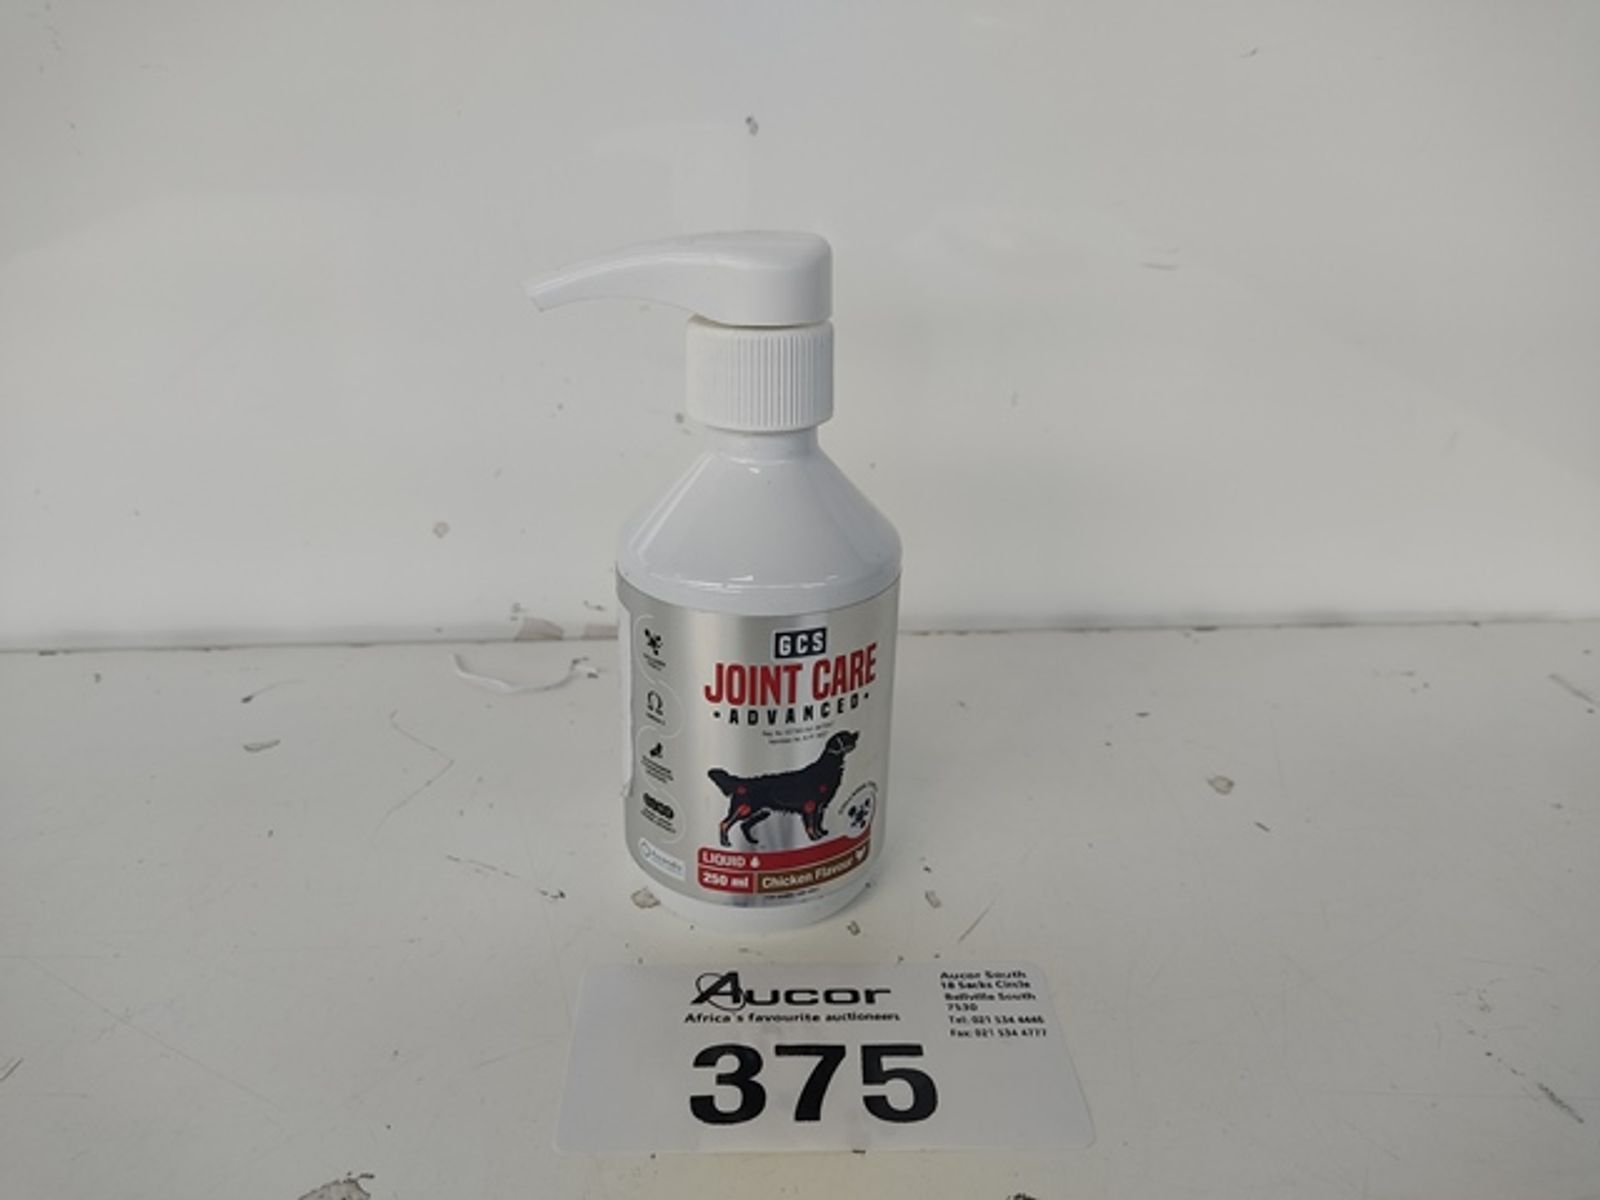 GCS
JOINT CARE
• ADVANCED •
LIQUID
250 ml
Chicken Flavour
Aucor
Africa's favourite auctioneers
Aucor South
18 Sacks Circle
Bellville South
7530
Tel: 021 534 4446
Fax: 021 534 4777
375